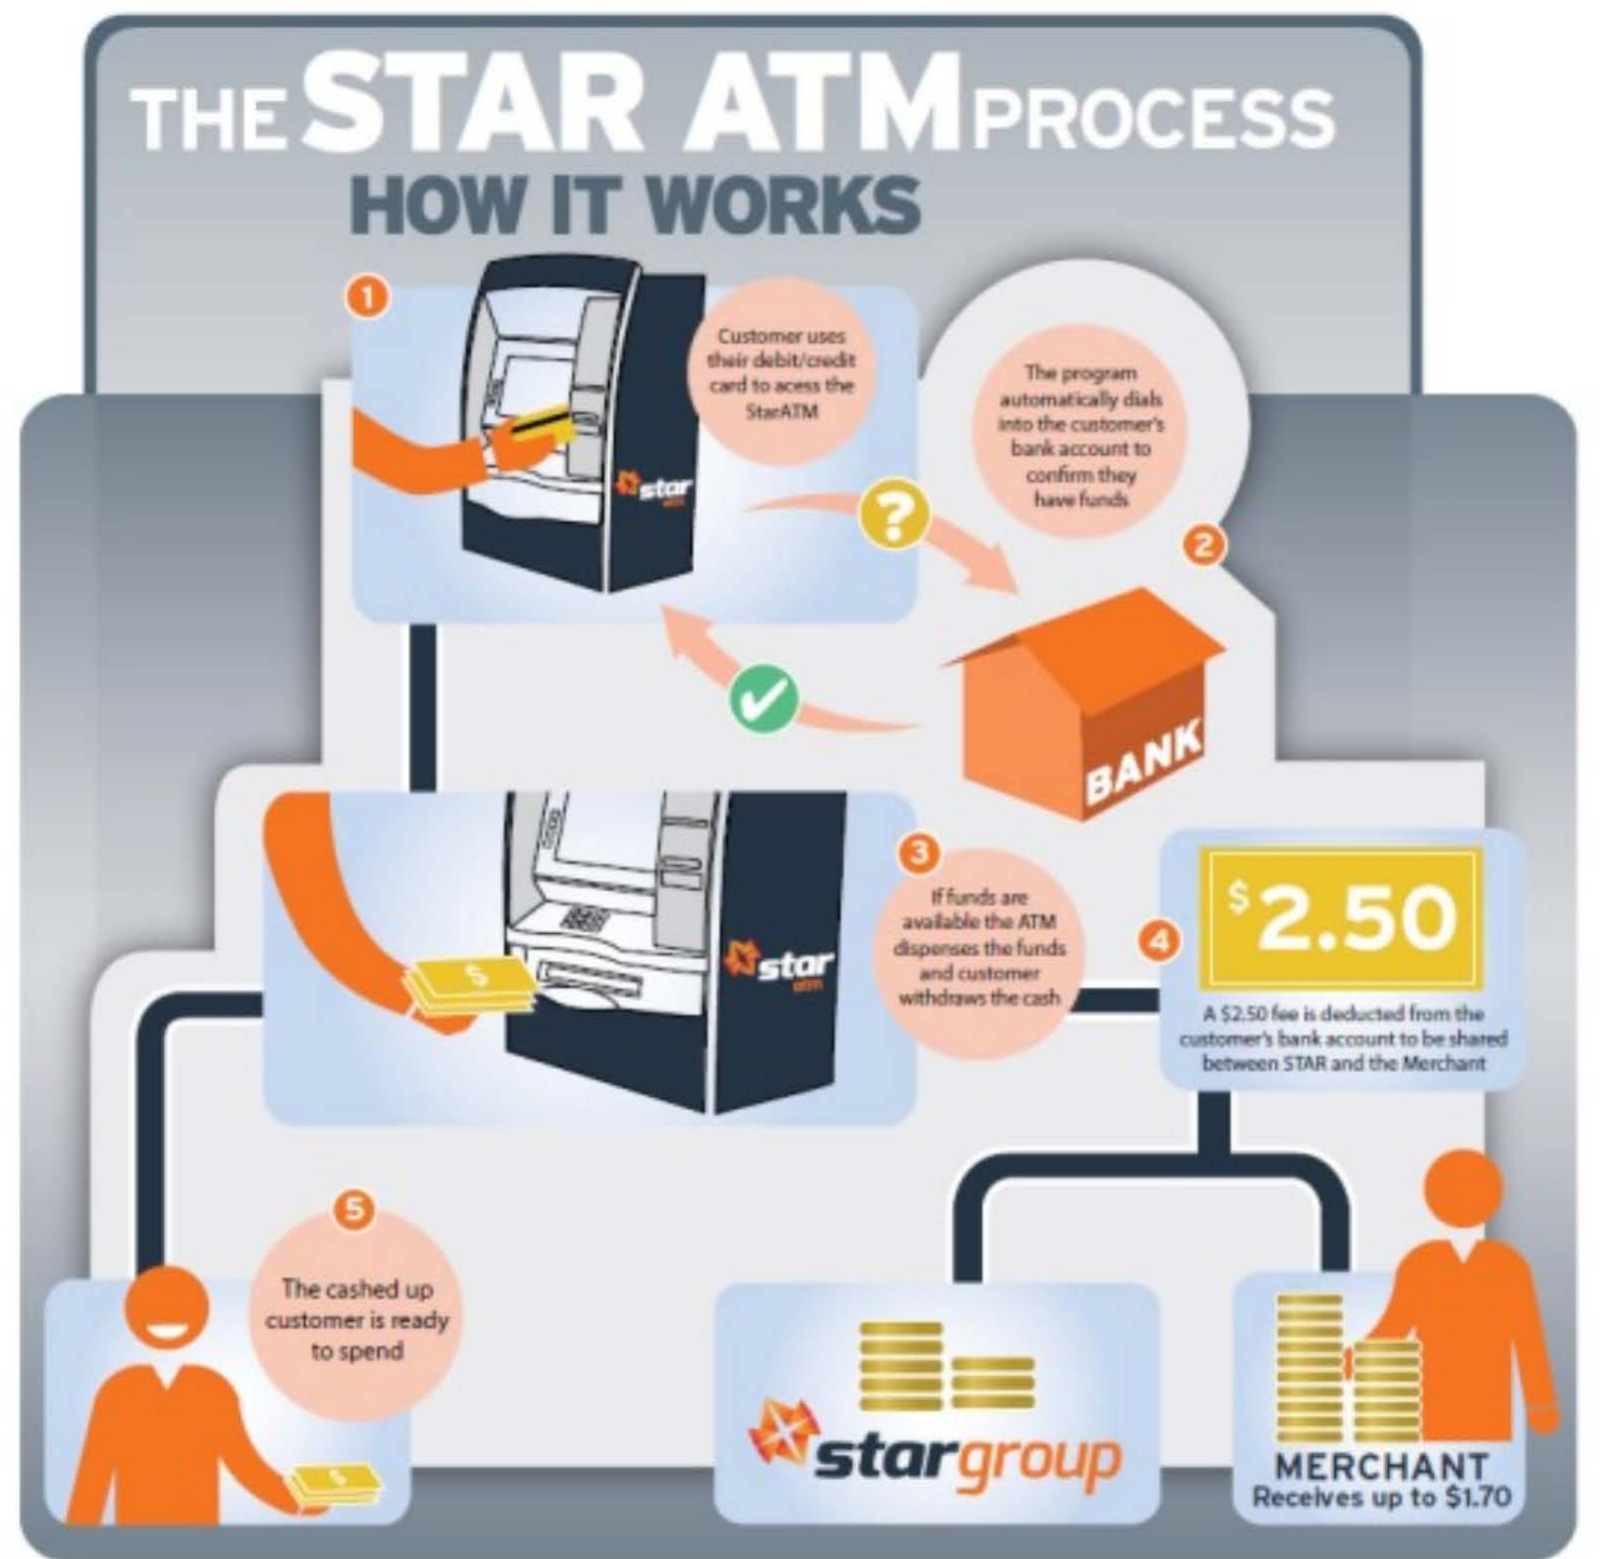 THE STAR ATM PROCESS
HOW IT WORKS
1
Customer uses
their debit/credit
card to acess the
StarATM
star
atm
?
The program
automatically dials
into the customer's
bank account to
confirm they
have funds
2
BANK
3
If funds are
available the ATM
dispenses the funds
and customer
withdraws the cash
$
star
atm
4
$2.50
A $2.50 fee is deducted from the
customer's bank account to be shared
between STAR and the Merchant
5
The cashed up
customer is ready
to spend
$
stargroup
MERCHANT
Receives up to $1.70